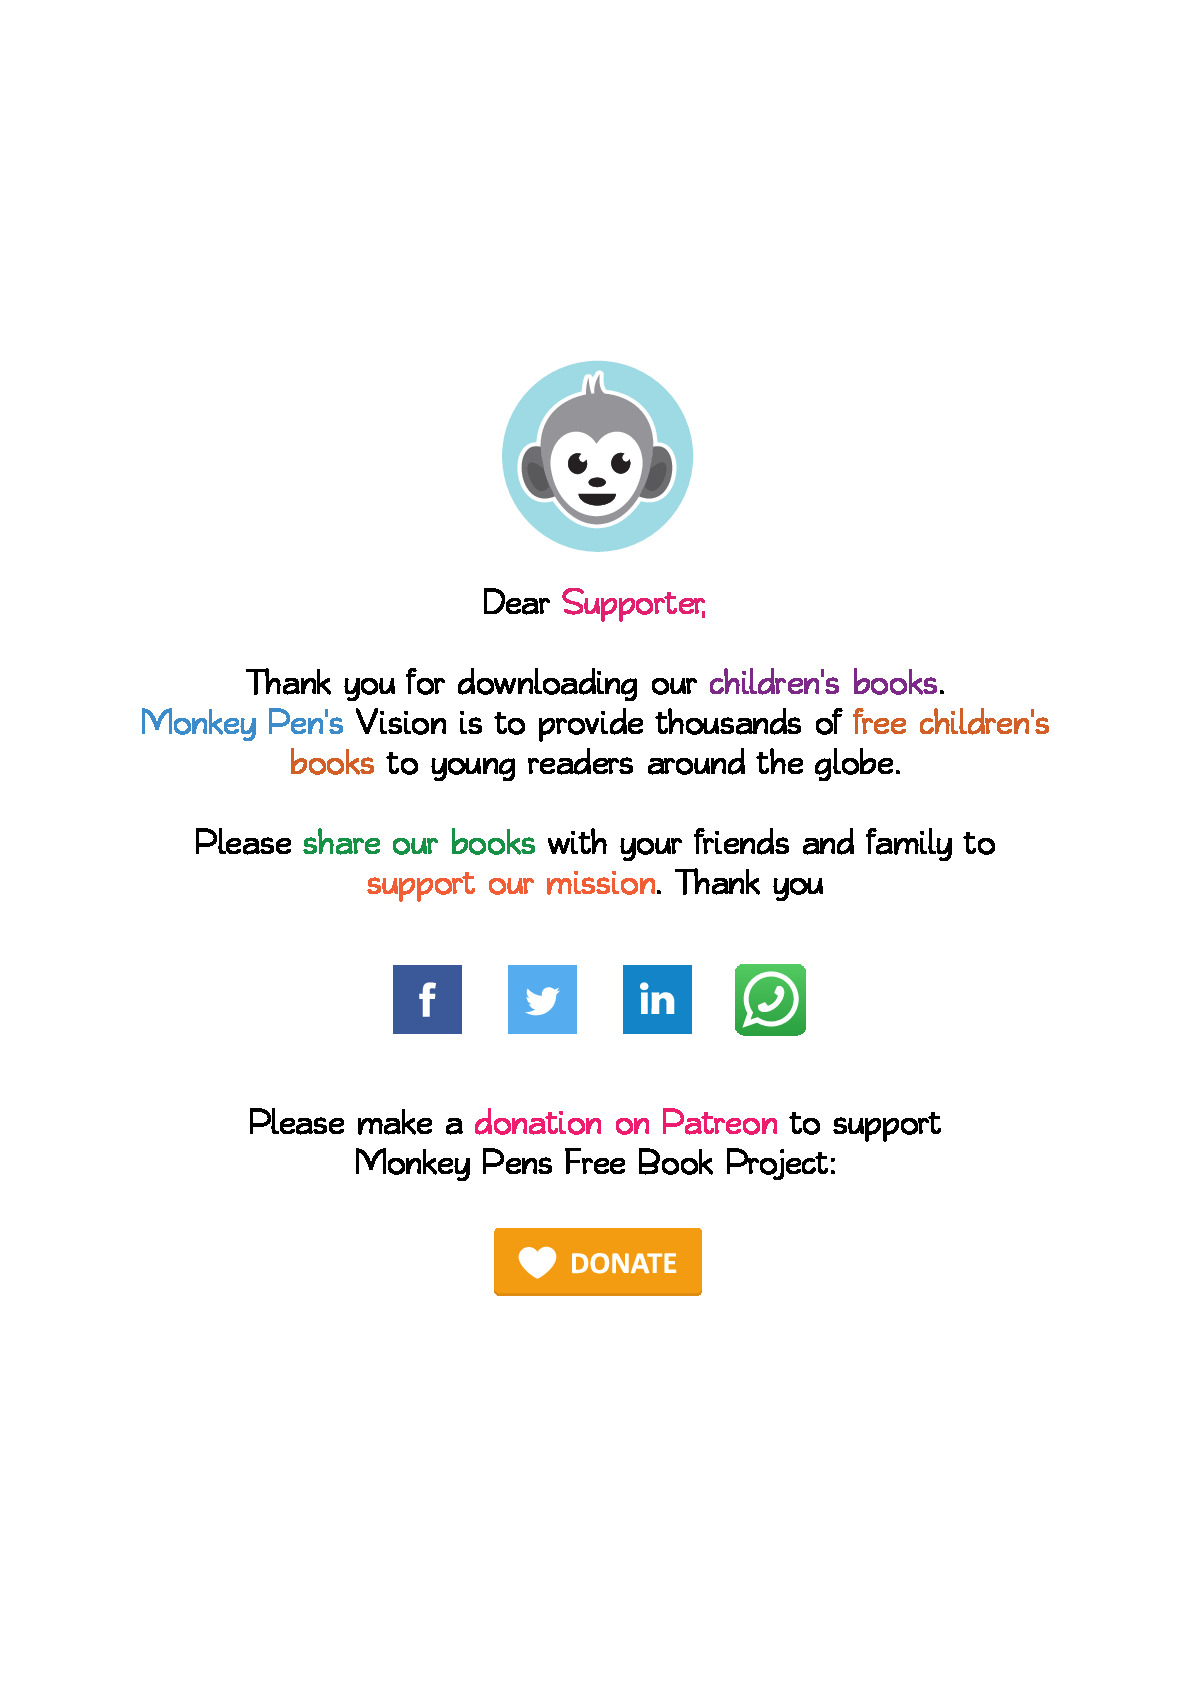 Dear Supporter,
Thank you for downloading our children's books.
Monkey Pen's Vision is to provide thousands of free children's
books to young readers around the globe.
Please share our books with your friends and family to
support our mission. Thank you
f
in
Please make a donation on Patreon to support
Monkey Pens Free Book Project:
DONATE